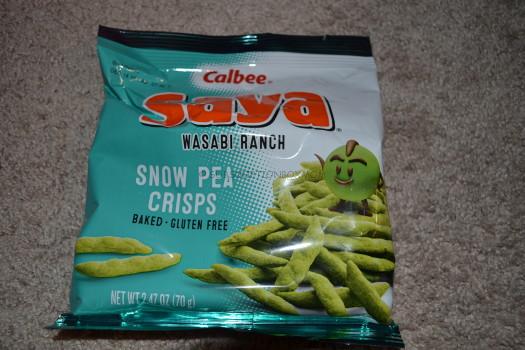 Calbee
saya
WASABI RANCH
SNOW PEA
CRISPS
BAKED · GLUTEN FREE
NET WT 2.47 OZ (70 g)